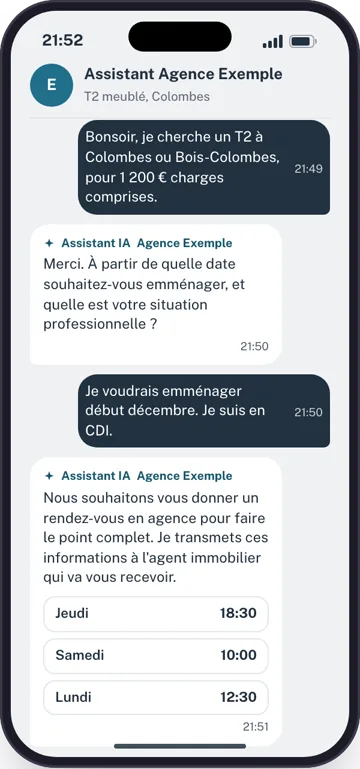 21:52
E
Assistant Agence Exemple
T2 meublé, Colombes
Bonsoir, je cherche un T2 à
Colombes ou Bois-Colombes,
pour 1 200 € charges
comprises.
21:49
Assistant IA Agence Exemple
Merci. À partir de quelle date
souhaitez-vous emménager, et
quelle est votre situation
professionnelle ?
21:50
Je voudrais emménager
début décembre. Je suis en
CDI.
21:50
Assistant IA Agence Exemple
Nous souhaitons vous donner un
rendez-vous en agence pour faire
le point complet. Je transmets ces
informations à l'agent immobilier
qui va vous recevoir.
Jeudi 18:30
Samedi 10:00
Lundi 12:30
21:51